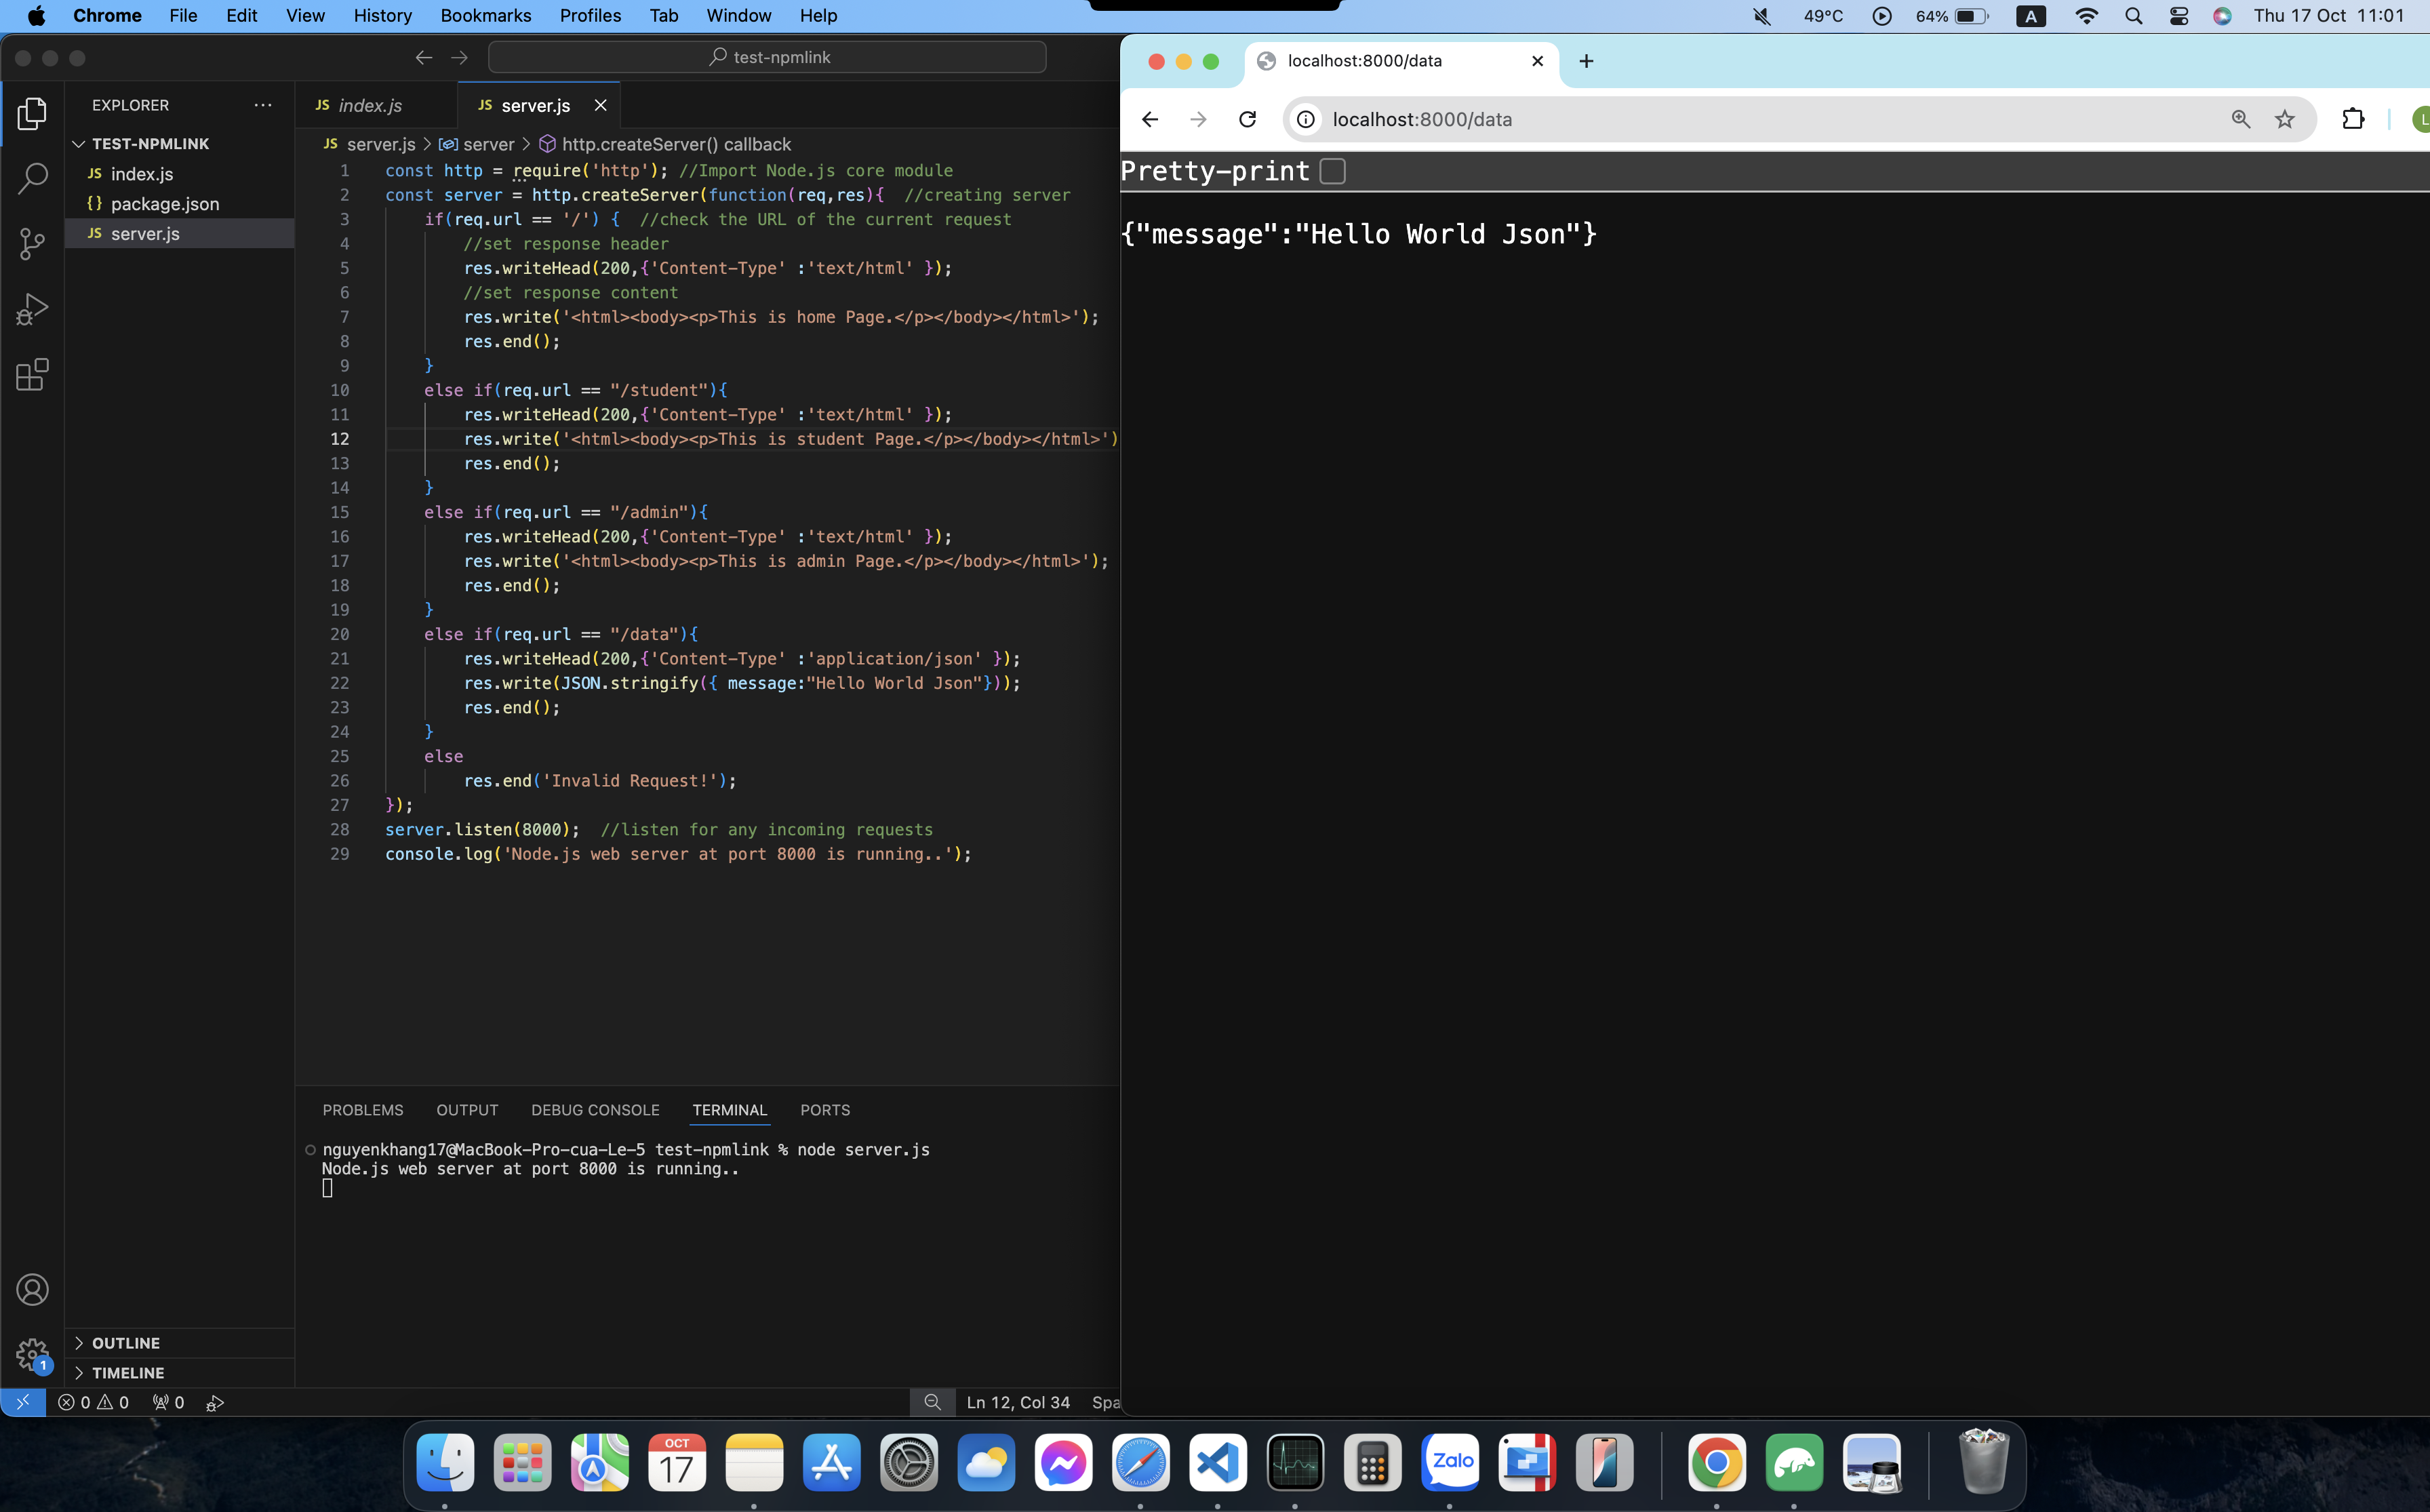 Chrome File Edit View History Bookmarks Profiles Tab Window Help
49°C 64% A Thu 17 Oct 11:01
test-npmlink
EXPLORER
TEST-NPMLINK
JS index.js
{} package.json
JS server.js
JS index.js
JS server.js
JS server.js > server > http.createServer() callback
1 const http = require('http'); //Import Node.js core module
2 const server = http.createServer(function(req,res){  //creating server
3 if(req.url == '/') {  //check the URL of the current request
4 //set response header
5 res.writeHead(200,{'Content-Type' :'text/html' });
6 //set response content
7 res.write('<html><body><p>This is home Page.</p></body></html>');
8 res.end();
9 }
10 else if(req.url == "/student"){
11 res.writeHead(200,{'Content-Type' :'text/html' });
12 res.write('<html><body><p>This is student Page.</p></body></html>')
13 res.end();
14 }
15 else if(req.url == "/admin"){
16 res.writeHead(200,{'Content-Type' :'text/html' });
17 res.write('<html><body><p>This is admin Page.</p></body></html>');
18 res.end();
19 }
20 else if(req.url == "/data"){
21 res.writeHead(200,{'Content-Type' :'application/json' });
22 res.write(JSON.stringify({ message:"Hello World Json"}));
23 res.end();
24 }
25 else
26 res.end('Invalid Request!');
27 });
28 server.listen(8000);  //listen for any incoming requests
29 console.log('Node.js web server at port 8000 is running..');
PROBLEMS OUTPUT DEBUG CONSOLE TERMINAL PORTS
nguyenkhang17@MacBook-Pro-cua-Le-5 test-npmlink % node server.js
Node.js web server at port 8000 is running..
OUTLINE
1
TIMELINE
0 0 0 Ln 12, Col 34 Spa
localhost:8000/data
localhost:8000/data
L
Pretty-print
{"message":"Hello World Json"}
OCT
17
Zalo